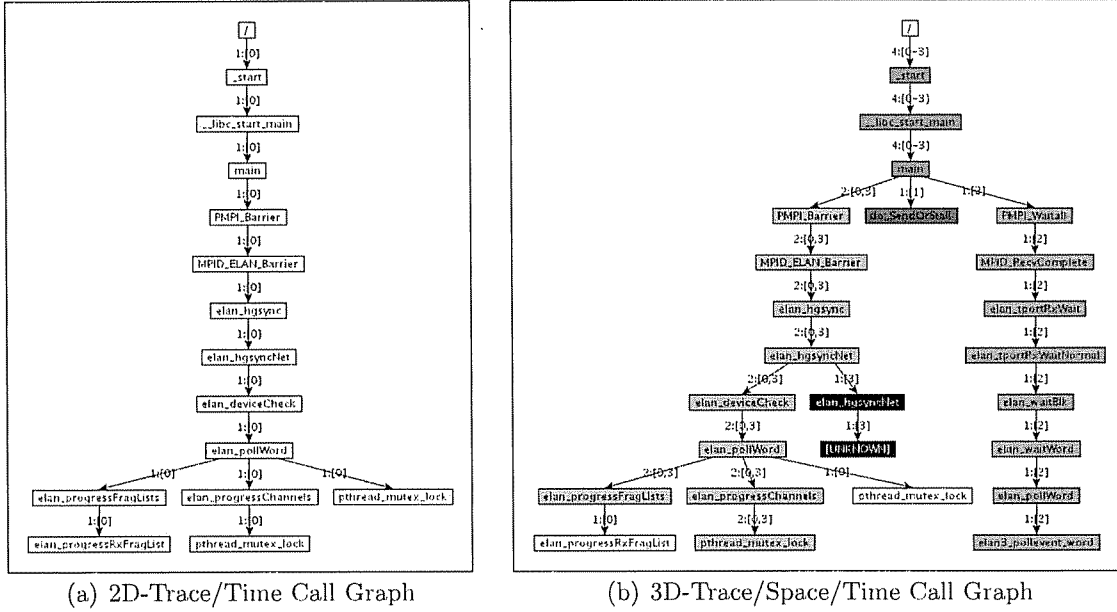 /
1:[0]
_start
1:[0]
__libc_start_main
1:[0]
main
1:[0]
PMPI_Barrier
1:[0]
MPID_ELAN_Barrier
1:[0]
elan_hgsync
1:[0]
elan_hgsyncNet
1:[0]
elan_deviceCheck
1:[0]
elan_pollWord
1:[0] 1:[0] 1:[0]
elan_progressFragLists elan_progressChannels pthread_mutex_lock
1:[0] 1:[0]
elan_progressRxFragList pthread_mutex_lock
(a) 2D-Trace/Time Call Graph
/
4:[0-3]
_start
4:[0-3]
__libc_start_main
4:[0-3]
main
2:[0,3] 1:[1] 1:[2]
PMPI_Barrier do_SendOrStall PMPI_Waitall
2:[0,3] 1:[2]
MPID_ELAN_Barrier MPID_RecvComplete
2:[0,3] 1:[2]
elan_hgsync elan_tportRxWait
2:[0,3] 1:[2]
elan_hgsyncNet elan_tportRxWaitNormal
2:[0,3] 1:[3] 1:[2]
elan_deviceCheck elan_hgsyncNet elan_waitBlk
2:[0,3] 1:[3] 1:[2]
elan_pollWord [UNKNOWN] elan_waitWord
2:[0,3] 2:[0,3] 1:[0] 1:[2]
elan_progressFragLists elan_progressChannels pthread_mutex_lock elan_pollWord
1:[0] 2:[0,3] 1:[2]
elan_progressRxFragList pthread_mutex_lock elan3_pollevent_word
(b) 3D-Trace/Space/Time Call Graph